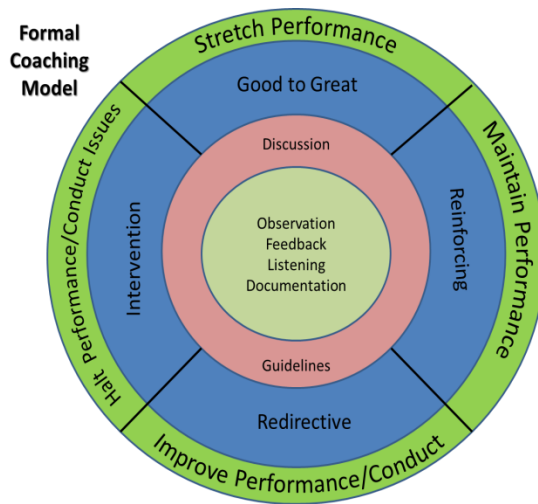 Formal
Coaching
Model
Stretch Performance
Good to Great
Discussion
Halt Performance/Conduct Issues
Intervention
Observation
Feedback
Listening
Documentation
Reinforcing
Maintain Performance
Guidelines
Redirective
Improve Performance/Conduct